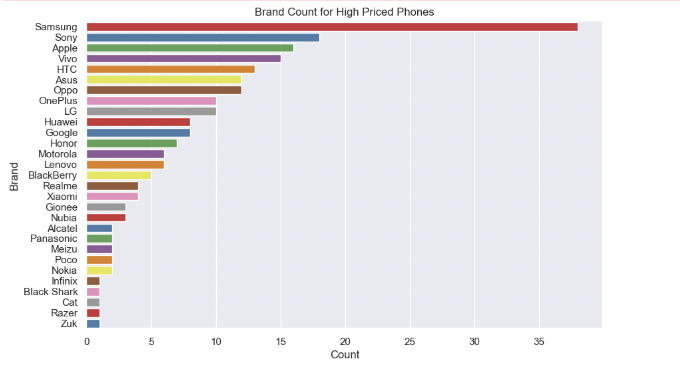 Brand Count for High Priced Phones
Samsung
Sony
Apple
Vivo
HTC
Asus
Oppo
OnePlus
LG
Huawei
Google
Honor
Motorola
Lenovo
BlackBerry
Realme
Xiaomi
Gionee
Nubia
Alcatel
Panasonic
Meizu
Poco
Nokia
Infinix
Black Shark
Cat
Razer
Zuk
Brand
0 5 10 15 20 25 30 35
Count